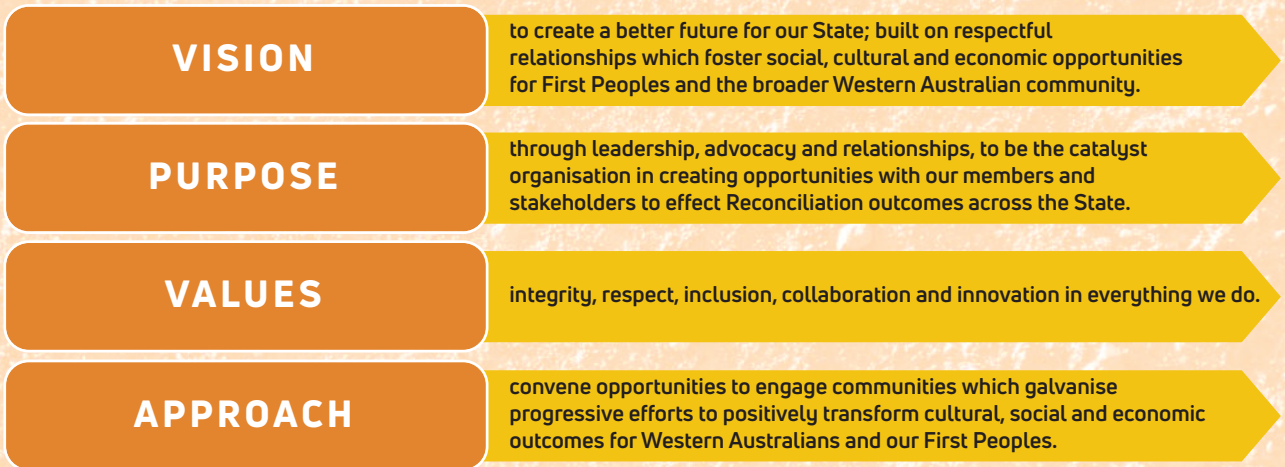 VISION
to create a better future for our State; built on respectful
relationships which foster social, cultural and economic opportunities
for First Peoples and the broader Western Australian community.
PURPOSE
through leadership, advocacy and relationships, to be the catalyst
organisation in creating opportunities with our members and
stakeholders to effect Reconciliation outcomes across the State.
VALUES
integrity, respect, inclusion, collaboration and innovation in everything we do.
APPROACH
convene opportunities to engage communities which galvanise
progressive efforts to positively transform cultural, social and economic
outcomes for Western Australians and our First Peoples.